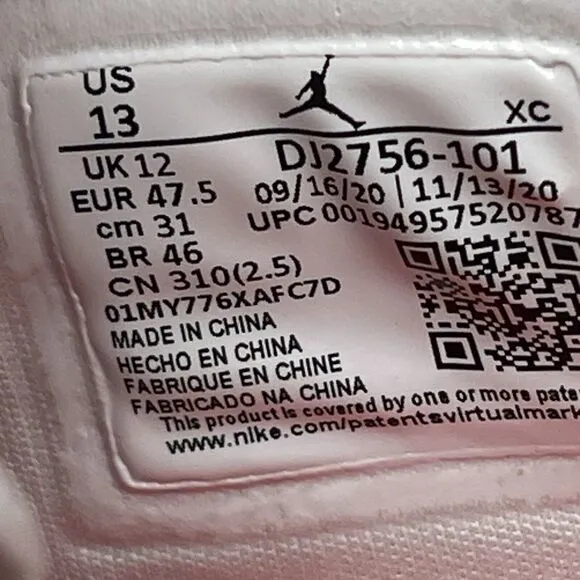 US
13
XC
UK 12
DJ2756-101
EUR 47.5
09/16/20 | 11/13/20
cm 31
UPC 00194957520787
BR 46
CN 310(2.5)
01MY776XAFC7D
MADE IN CHINA
HECHO EN CHINA
FABRIQUE EN CHINE
FABRICADO NA CHINA
This product is covered by one or more pate
www.nike.com/patentsvirtualmark